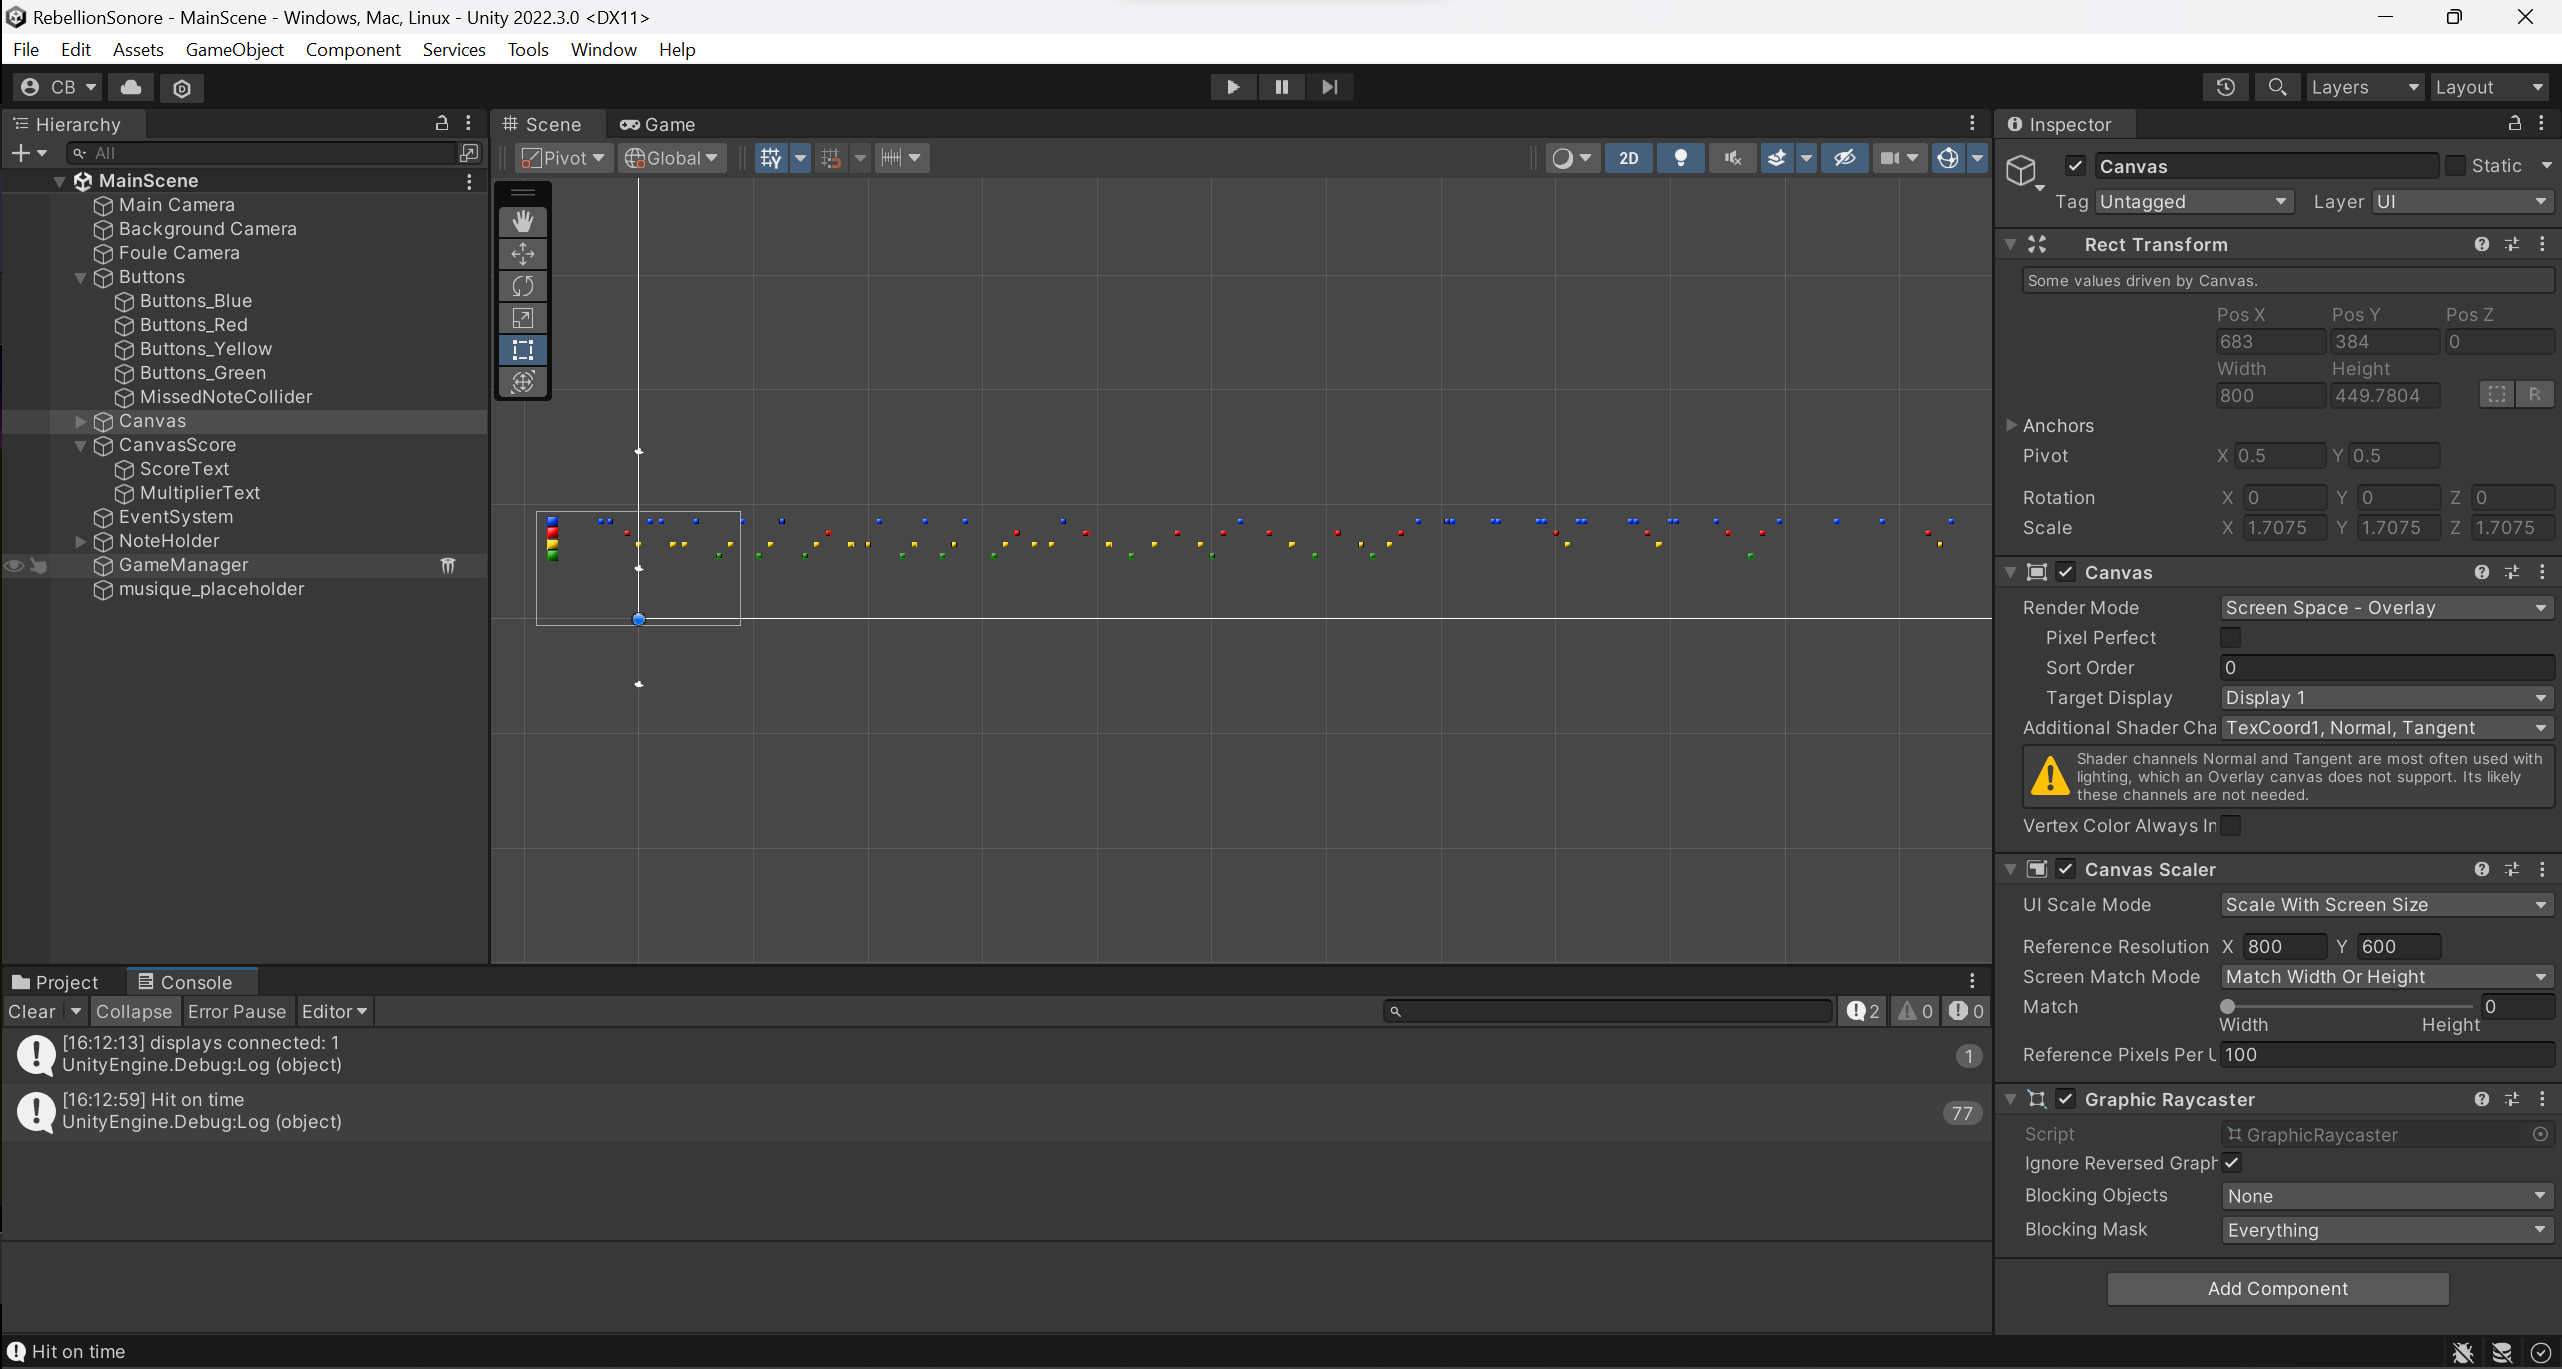 RebellionSonore - MainScene - Windows, Mac, Linux - Unity 2022.3.0 <DX11>
File Edit Assets GameObject Component Services Tools Window Help
CB
Layers Layout
Hierarchy
All
MainScene
Main Camera
Background Camera
Foule Camera
Buttons
Buttons_Blue
Buttons_Red
Buttons_Yellow
Buttons_Green
MissedNoteCollider
Canvas
CanvasScore
ScoreText
MultiplierText
EventSystem
NoteHolder
GameManager
musique_placeholder
Scene Game
Pivot Global 2D
Inspector
Canvas Static
Tag Untagged Layer UI
Rect Transform
Some values driven by Canvas.
Pos X Pos Y Pos Z
683 384 0
Width Height
800 449.7804 R
Anchors
Pivot X 0.5 Y 0.5
Rotation X 0 Y 0 Z 0
Scale X 1.7075 Y 1.7075 Z 1.7075
Canvas
Render Mode Screen Space - Overlay
Pixel Perfect
Sort Order 0
Target Display Display 1
Additional Shader Cha TexCoord1, Normal, Tangent
Shader channels Normal and Tangent are most often used with
lighting, which an Overlay canvas does not support. Its likely
these channels are not needed.
Vertex Color Always In
Canvas Scaler
UI Scale Mode Scale With Screen Size
Reference Resolution X 800 Y 600
Screen Match Mode Match Width Or Height
Match 0
Width Height
Reference Pixels Per U 100
Graphic Raycaster
Script GraphicRaycaster
Ignore Reversed Graph
Blocking Objects None
Blocking Mask Everything
Add Component
Project Console
Clear Collapse Error Pause Editor 2 0 0
[16:12:13] displays connected: 1
UnityEngine.Debug:Log (object)
1
[16:12:59] Hit on time
UnityEngine.Debug:Log (object)
77
Hit on time